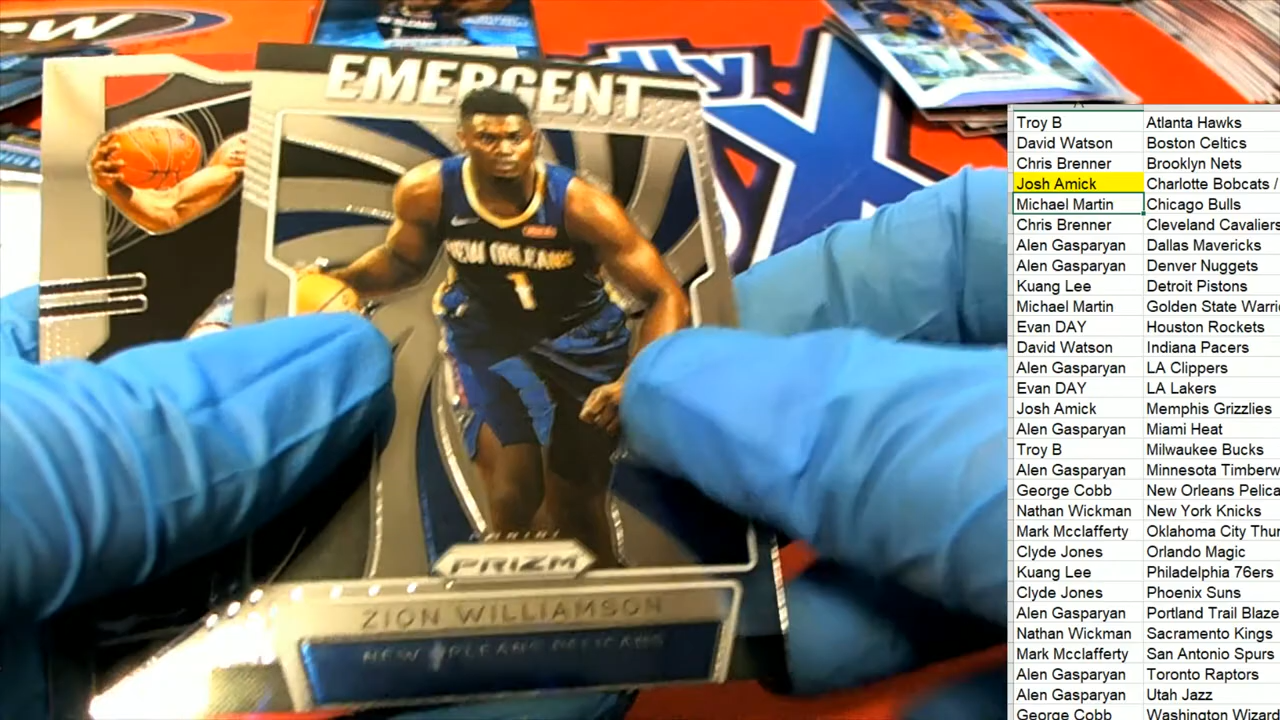 EMERGENT
NEW ORLEANS
1
PANINI
PRIZM
ZION WILLIAMSON
NEW ORLEANS PELICANS
Troy B Atlanta Hawks
David Watson Boston Celtics
Chris Brenner Brooklyn Nets
Josh Amick Charlotte Bobcats /
Michael Martin Chicago Bulls
Chris Brenner Cleveland Cavaliers
Alen Gasparyan Dallas Mavericks
Alen Gasparyan Denver Nuggets
Kuang Lee Detroit Pistons
Michael Martin Golden State Warri
Evan DAY Houston Rockets
David Watson Indiana Pacers
Alen Gasparyan LA Clippers
Evan DAY LA Lakers
Josh Amick Memphis Grizzlies
Alen Gasparyan Miami Heat
Troy B Milwaukee Bucks
Alen Gasparyan Minnesota Timberw
George Cobb New Orleans Pelica
Nathan Wickman New York Knicks
Mark Mcclafferty Oklahoma City Thur
Clyde Jones Orlando Magic
Kuang Lee Philadelphia 76ers
Clyde Jones Phoenix Suns
Alen Gasparyan Portland Trail Blaze
Nathan Wickman Sacramento Kings
Mark Mcclafferty San Antonio Spurs
Alen Gasparyan Toronto Raptors
Alen Gasparyan Utah Jazz
George Cobb Washington Wizard